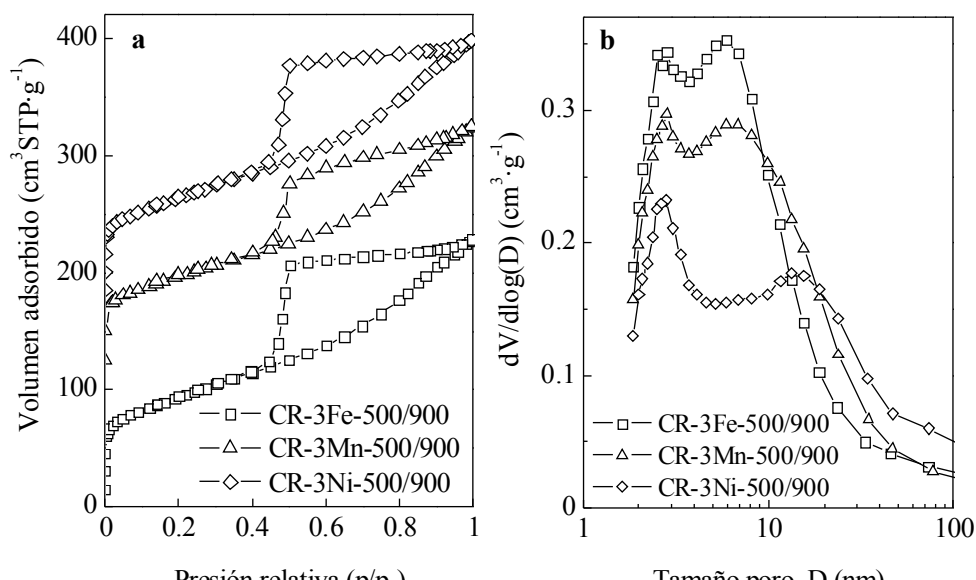 a
Volumen adsorbido (cm³STP·g⁻¹)
400
300
200
100
0
CR-3Fe-500/900
CR-3Mn-500/900
CR-3Ni-500/900
0 0.2 0.4 0.6 0.8 1
Presión relativa (p/p
b
dV/dlog(D) (cm³·g⁻¹)
0.3
0.2
0.1
0
CR-3Fe-500/900
CR-3Mn-500/900
CR-3Ni-500/900
1 10 100
Tamaño poro, D (nm)